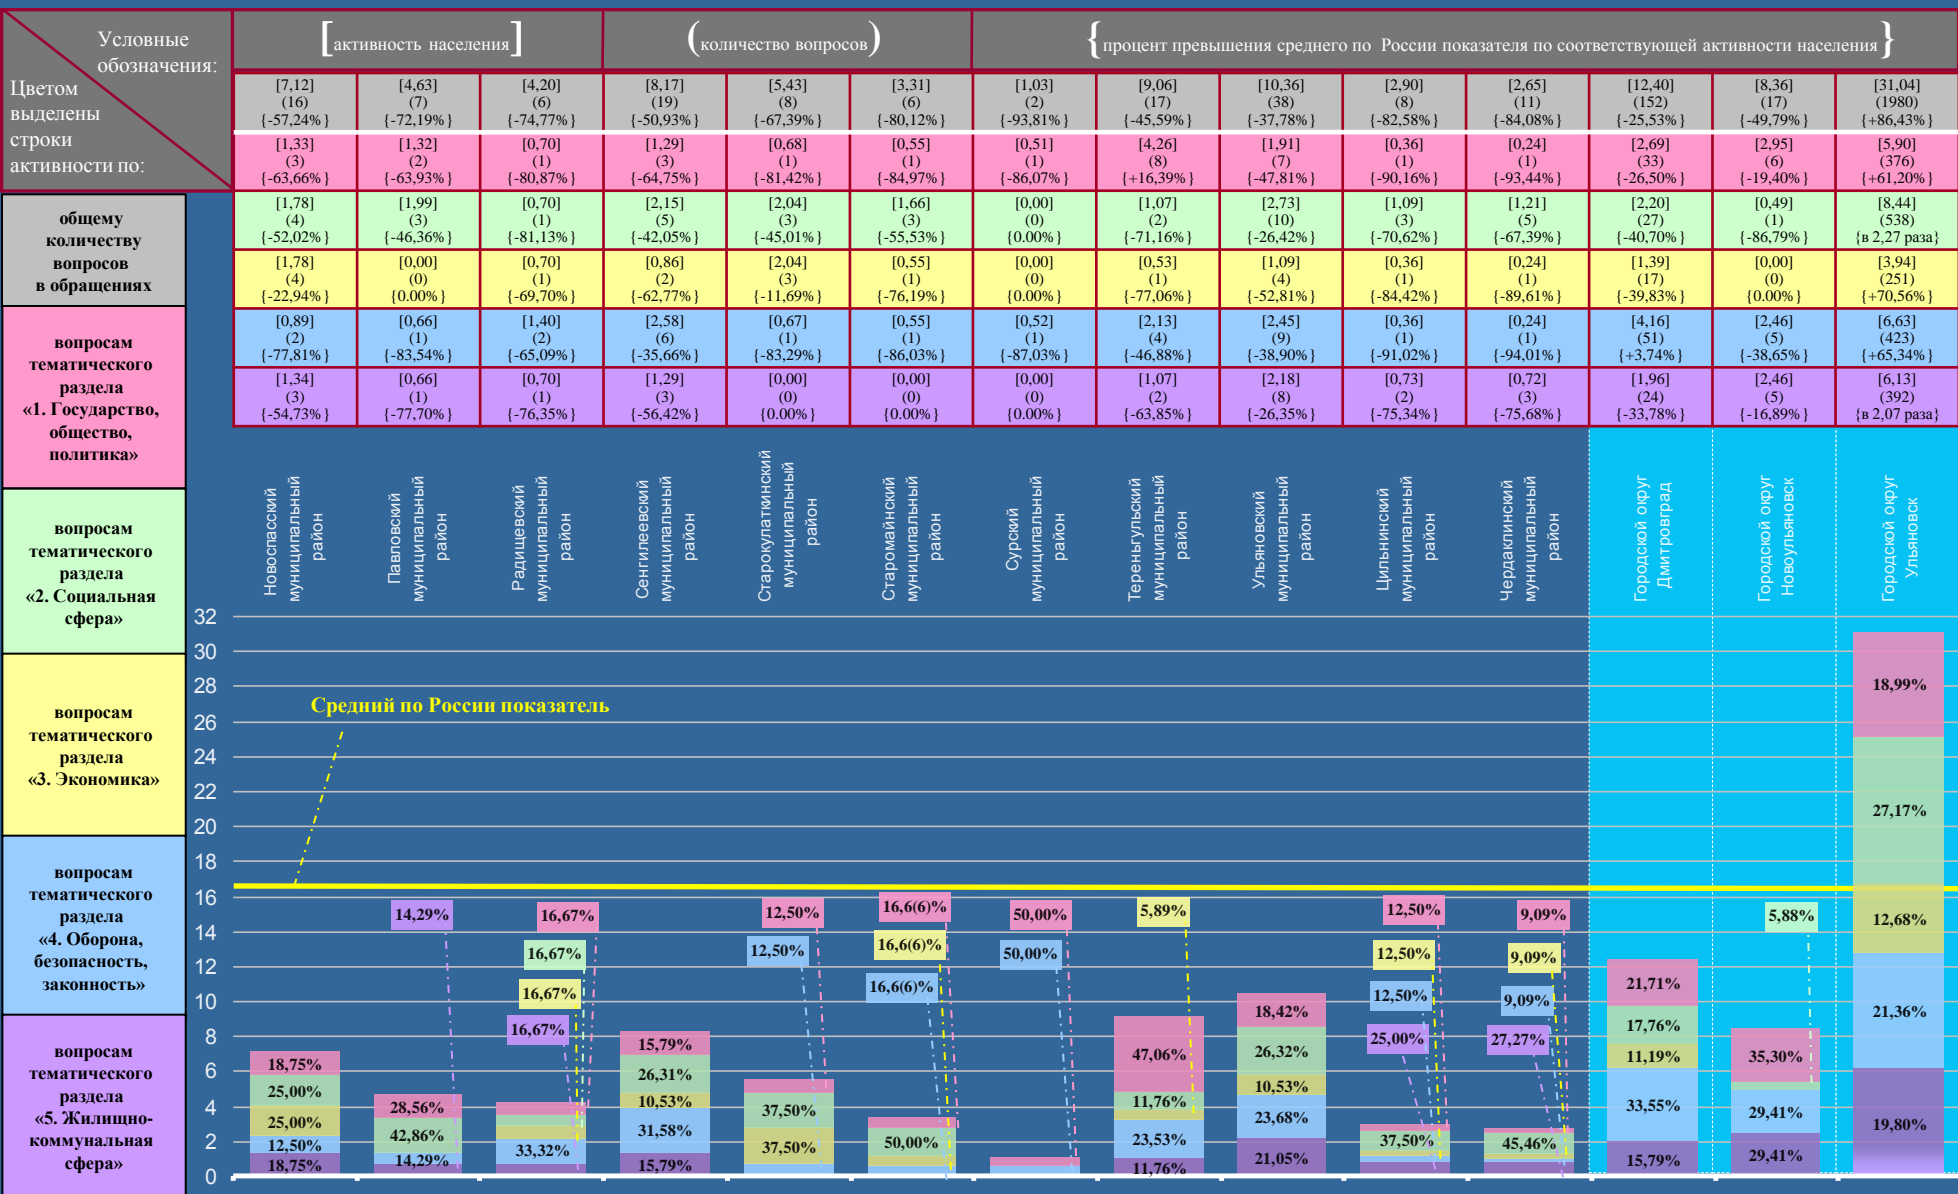 Условные
обозначения:
Цветом
выделены
строки
активности по:
[активность населения]
(количество вопросов)
{процент превышения среднего по России показателя по соответствующей активности населения}
[7,12] [4,63] [4,20] [8,17] [5,43] [3,31] [1,03] [9,06] [10,36] [2,90] [2,65] [12,40] [8,36] [31,04]
(16) (7) (6) (19) (8) (6) (2) (17) (38) (8) (11) (152) (17) (1980)
{-57,24%} {-72,19%} {-74,77%} {-50,93%} {-67,39%} {-80,12%} {-93,81%} {-45,59%} {-37,78%} {-82,58%} {-84,08%} {-25,53%} {-49,79%} {+86,43%}
[1,33] [1,32] [0,70] [1,29] [0,68] [0,55] [0,51] [4,26] [1,91] [0,36] [0,24] [2,69] [2,95] [5,90]
(3) (2) (1) (3) (1) (1) (1) (8) (7) (1) (1) (33) (6) (376)
{-63,66%} {-63,93%} {-80,87%} {-64,75%} {-81,42%} {-84,97%} {-86,07%} {+16,39%} {-47,81%} {-90,16%} {-93,44%} {-26,50%} {-19,40%} {+61,20%}
[1,78] [1,99] [0,70] [2,15] [2,04] [1,66] [0,00] [1,07] [2,73] [1,09] [1,21] [2,20] [0,49] [8,44]
(4) (3) (1) (5) (3) (3) (0) (2) (10) (3) (5) (27) (1) (538)
{-52,02%} {-46,36%} {-81,13%} {-42,05%} {-45,01%} {-55,53%} {0.00%} {-71,16%} {-26,42%} {-70,62%} {-67,39%} {-40,70%} {-86,79%} {в 2,27 раза}
[1,78] [0,00] [0,70] [0,86] [2,04] [0,55] [0,00] [0,53] [1,09] [0,36] [0,24] [1,39] [0,00] [3,94]
(4) (0) (1) (2) (3) (1) (0) (1) (4) (1) (1) (17) (0) (251)
{-22,94%} {0.00%} {-69,70%} {-62,77%} {-11,69%} {-76,19%} {0.00%} {-77,06%} {-52,81%} {-84,42%} {-89,61%} {-39,83%} {0.00%} {+70,56%}
[0,89] [0,66] [1,40] [2,58] [0,67] [0,55] [0,52] [2,13] [2,45] [0,36] [0,24] [4,16] [2,46] [6,63]
(2) (1) (2) (6) (1) (1) (1) (4) (9) (1) (1) (51) (5) (423)
{-77,81%} {-83,54%} {-65,09%} {-35,66%} {-83,29%} {-86,03%} {-87,03%} {-46,88%} {-38,90%} {-91,02%} {-94,01%} {+3,74%} {-38,65%} {+65,34%}
[1,34] [0,66] [0,70] [1,29] [0,00] [0,00] [0,00] [1,07] [2,18] [0,73] [0,72] [1,96] [2,46] [6,13]
(3) (1) (1) (3) (0) (0) (0) (2) (8) (2) (3) (24) (5) (392)
{-54,73%} {-77,70%} {-76,35%} {-56,42%} {0.00%} {0.00%} {0.00%} {-63,85%} {-26,35%} {-75,34%} {-75,68%} {-33,78%} {-16,89%} {в 2,07 раза}
общему
количеству
вопросов
в обращениях
вопросам
тематического
раздела
«1. Государство,
общество,
политика»
вопросам
тематического
раздела
«2. Социальная
сфера»
вопросам
тематического
раздела
«3. Экономика»
вопросам
тематического
раздела
«4. Оборона,
безопасность,
законность»
вопросам
тематического
раздела
«5. Жилищно-
коммунальная
сфера»
Новоспасский
муниципальный
район
Павловский
муниципальный
район
Радищевский
муниципальный
район
Сенгилеевский
муниципальный
район
Старокулаткинский
муниципальный
район
Старомайнский
муниципальный
район
Сурский
муниципальный
район
Тереньгульский
муниципальный
район
Ульяновский
муниципальный
район
Цильнинский
муниципальный
район
Чердаклинский
муниципальный
район
Городской округ
Дмитровград
Городской округ
Новоульяновск
Городской округ
Ульяновск
32
30
28
26
24
22
20
18
16
14
12
10
8
6
4
2
0
Средний по России показатель
18,75%
25,00%
25,00%
12,50%
18,75%
14,29%
28,56%
42,86%
14,29%
16,67%
16,67%
16,67%
16,67%
33,32%
15,79%
26,31%
10,53%
31,58%
15,79%
12,50%
12,50%
37,50%
37,50%
16,6(6)%
16,6(6)%
16,6(6)%
50,00%
50,00%
50,00%
5,89%
47,06%
11,76%
23,53%
11,76%
18,42%
26,32%
10,53%
23,68%
21,05%
12,50%
12,50%
12,50%
25,00%
37,50%
9,09%
9,09%
9,09%
27,27%
45,46%
21,71%
17,76%
11,19%
33,55%
15,79%
5,88%
35,30%
29,41%
29,41%
18,99%
27,17%
12,68%
21,36%
19,80%